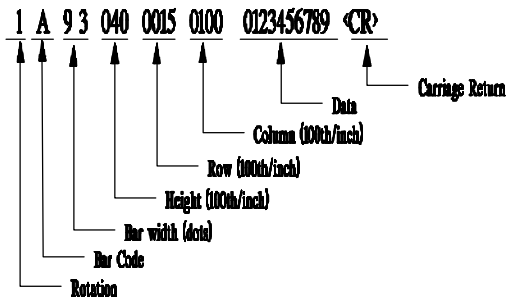 1 A 9 3 040 0015 0100 0123456789 <CR>
Carriage Return
Data
Column (100th/inch)
Row (100th/inch)
Height (100th/inch)
Bar width (dots)
Bar Code
Rotation